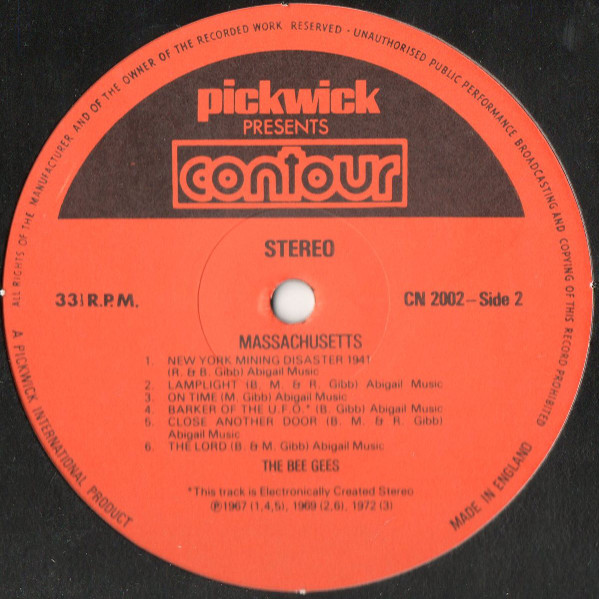 ALL RIGHTS OF THE MANUFACTURER AND OF THE OWNER OF THE RECORDED WORK RESERVED - UNAUTHORISED PUBLIC PERFORMANCE BROADCASTING AND COPYING OF THIS RECORD PROHIBITED
pickwick
PRESENTS
contour
STEREO
33⅓ R.P.M.
CN 2002-Side 2
MASSACHUSETTS
1. NEW YORK MINING DISASTER 1941
(R. & B. Gibb) Abigail Music
2. LAMPLIGHT (B. M. & R. Gibb) Abigail Music
3. ON TIME (M. Gibb) Abigail Music
4. BARKER OF THE U.F.O.* (B. Gibb) Abigail Music
5. CLOSE ANOTHER DOOR (B. M. & R. Gibb)
Abigail Music
6. THE LORD (B. & M. Gibb) Abigail Music
THE BEE GEES
*This track is Electronically Created Stereo
℗1967 (1,4,5), 1969 (2,6), 1972 (3)
A PICKWICK INTERNATIONAL PRODUCT
MADE IN ENGLAND